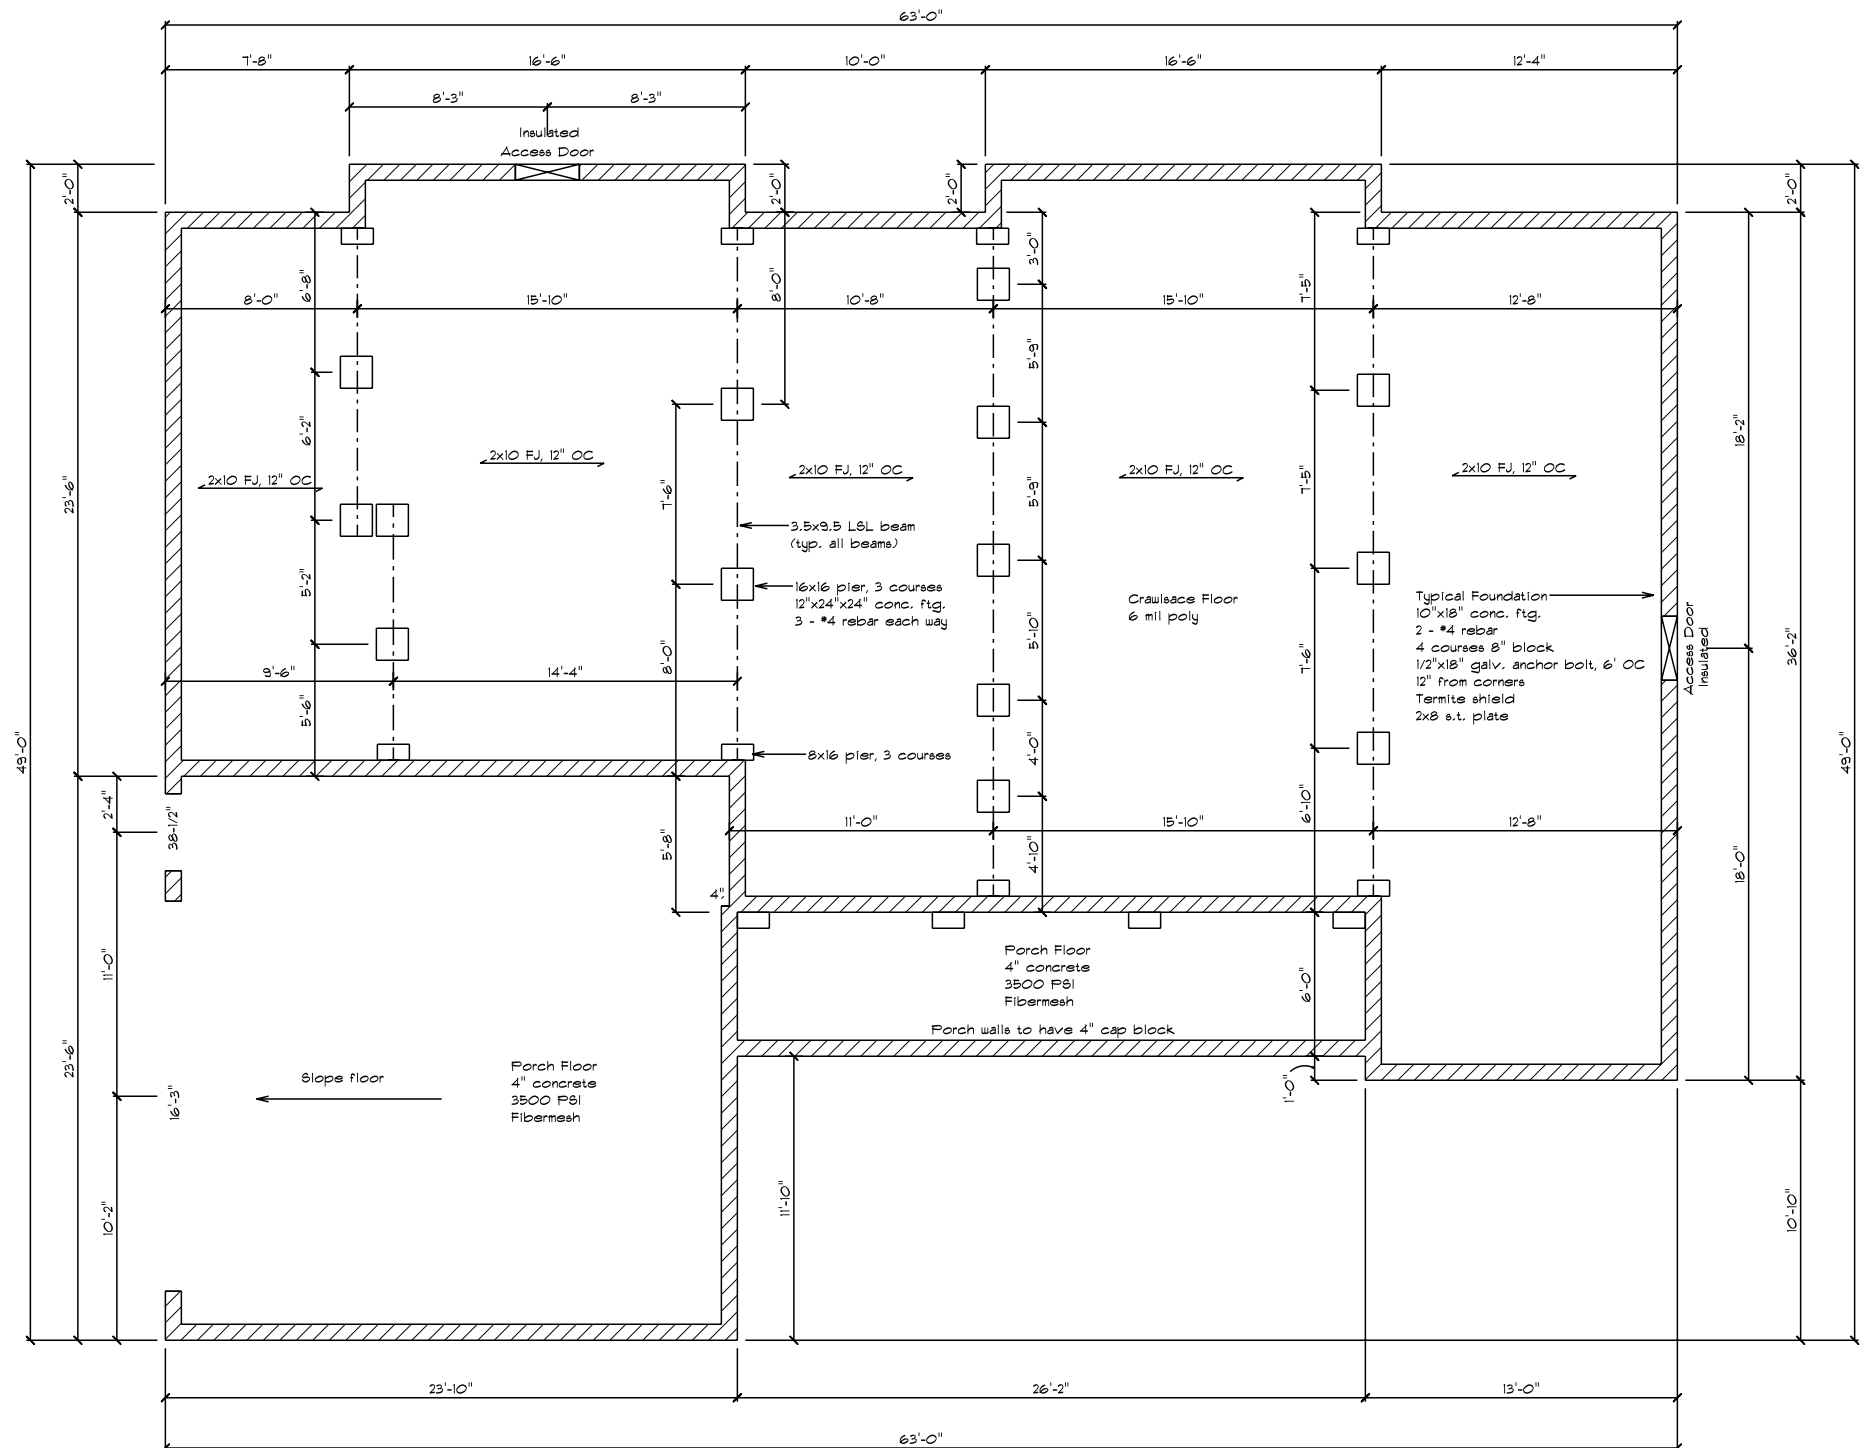 63'-0"
7'-8"
16'-6"
10'-0"
16'-6"
12'-4"
8'-3"
8'-3"
Insulated
Access Door
2'-0"
2'-0"
2'-0"
2'-0"
6'-8"
8'-0"
3'-0"
7'-5"
8'-0"
15'-10"
10'-8"
15'-10"
12'-8"
5'-9"
6'-2"
18'-2"
2x10 FJ, 12" OC
2x10 FJ, 12" OC
2x10 FJ, 12" OC
2x10 FJ, 12" OC
2x10 FJ, 12" OC
23'-6"
7'-6"
5'-9"
7'-5"
3.5x9.5 LSL beam
(typ. all beams)
5'-2"
16x16 pier, 3 courses
12"x24"x24" conc. ftg.
3 - #4 rebar each way
Crawlsace Floor
6 mil poly
Typical Foundation
10"x18" conc. ftg.
2 - #4 rebar
4 courses 8" block
1/2"x18" galv. anchor bolt, 6' OC
12" from corners
Termite shield
2x8 s.t. plate
Access Door
Insulated
36'-2"
8'-0"
5'-10"
7'-6"
9'-6"
14'-4"
5'-6"
49'-0"
4'-0"
49'-0"
8x16 pier, 3 courses
2'-4"
38-1/2"
6'-10"
11'-0"
15'-10"
12'-8"
5'-8"
4'-10"
18'-0"
4"
11'-0"
Porch Floor
4" concrete
3500 PSI
Fibermesh
6'-0"
Porch walls to have 4" cap block
23'-6"
Slope floor
Porch Floor
4" concrete
3500 PSI
Fibermesh
16'-3"
1'-0"
10'-2"
11'-10"
10'-10"
23'-10"
26'-2"
13'-0"
63'-0"